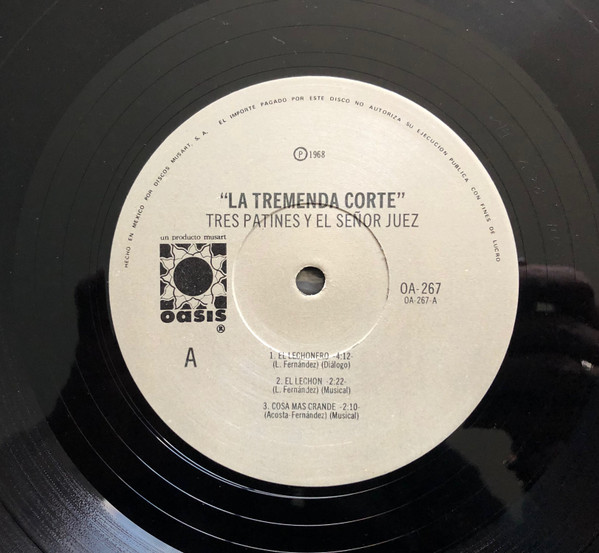 HECHO EN MEXICO POR DISCOS MUSART, S. A. EL IMPORTE PAGADO POR ESTE DISCO NO AUTORIZA SU EJECUCION PUBLICA CON FINES DE LUCRO
Ⓟ 1968
"LA TREMENDA CORTE"
TRES PATINES Y EL SEÑOR JUEZ
un producto musart
oasis
®
OA-267
OA-267-A
A
1. EL LECHONERO -4:12-
(L. Fernández) (Diálogo)
2. EL LECHON -2:22-
(L. Fernández) (Musical)
3. COSA MAS GRANDE -2:10-
(Acosta-Fernández) (Musical)